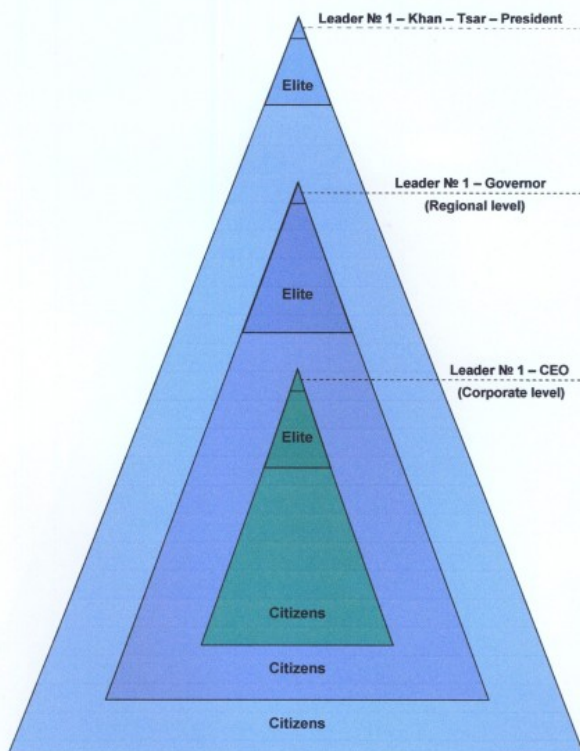 Leader № 1 – Khan – Tsar – President
Elite
Leader № 1 – Governor
(Regional level)
Elite
Leader № 1 – CEO
(Corporate level)
Elite
Citizens
Citizens
Citizens